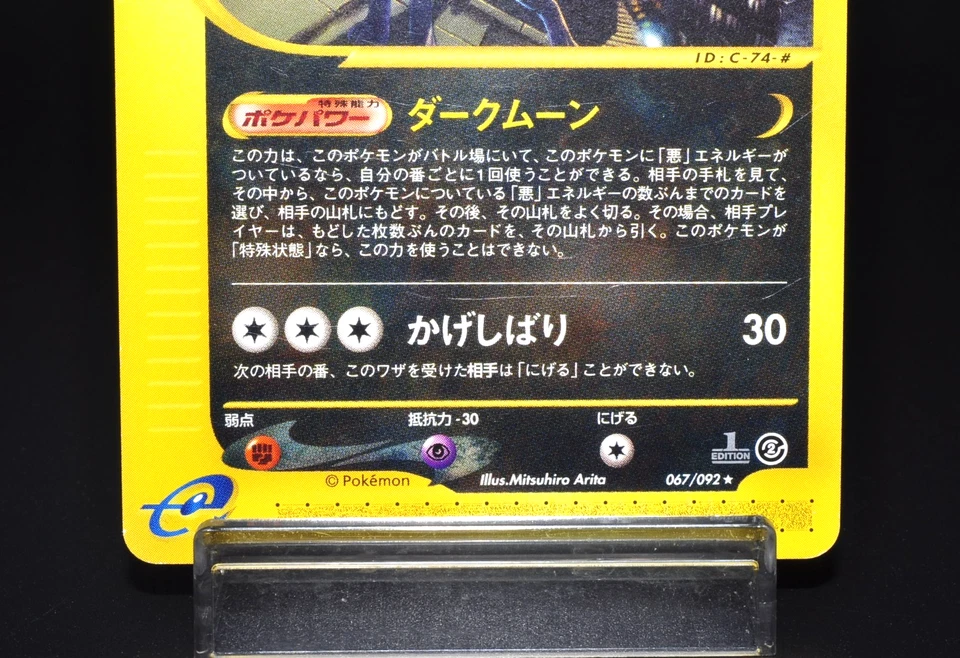 ID:C-74-#
特殊能力
ポケパワー ダークムーン
この力は、このポケモンがバトル場にいて、このポケモンに「悪」エネルギーが
ついているなら、自分の番ごとに1回使うことができる。相手の手札を見て、
その中から、このポケモンについている「悪」エネルギーの数ぶんまでのカードを
選び、相手の山札にもどす。その後、その山札をよく切る。その場合、相手プレ
イヤーは、もどした枚数ぶんのカードを、その山札から引く。このポケモンが
「特殊状態」なら、この力を使うことはできない。
かげしばり 30
次の相手の番、このワザを受けた相手は「にげる」ことができない。
弱点 抵抗力 -30 にげる
1 EDITION 2
© Pokémon Illus.Mitsuhiro Arita 067/092★
e